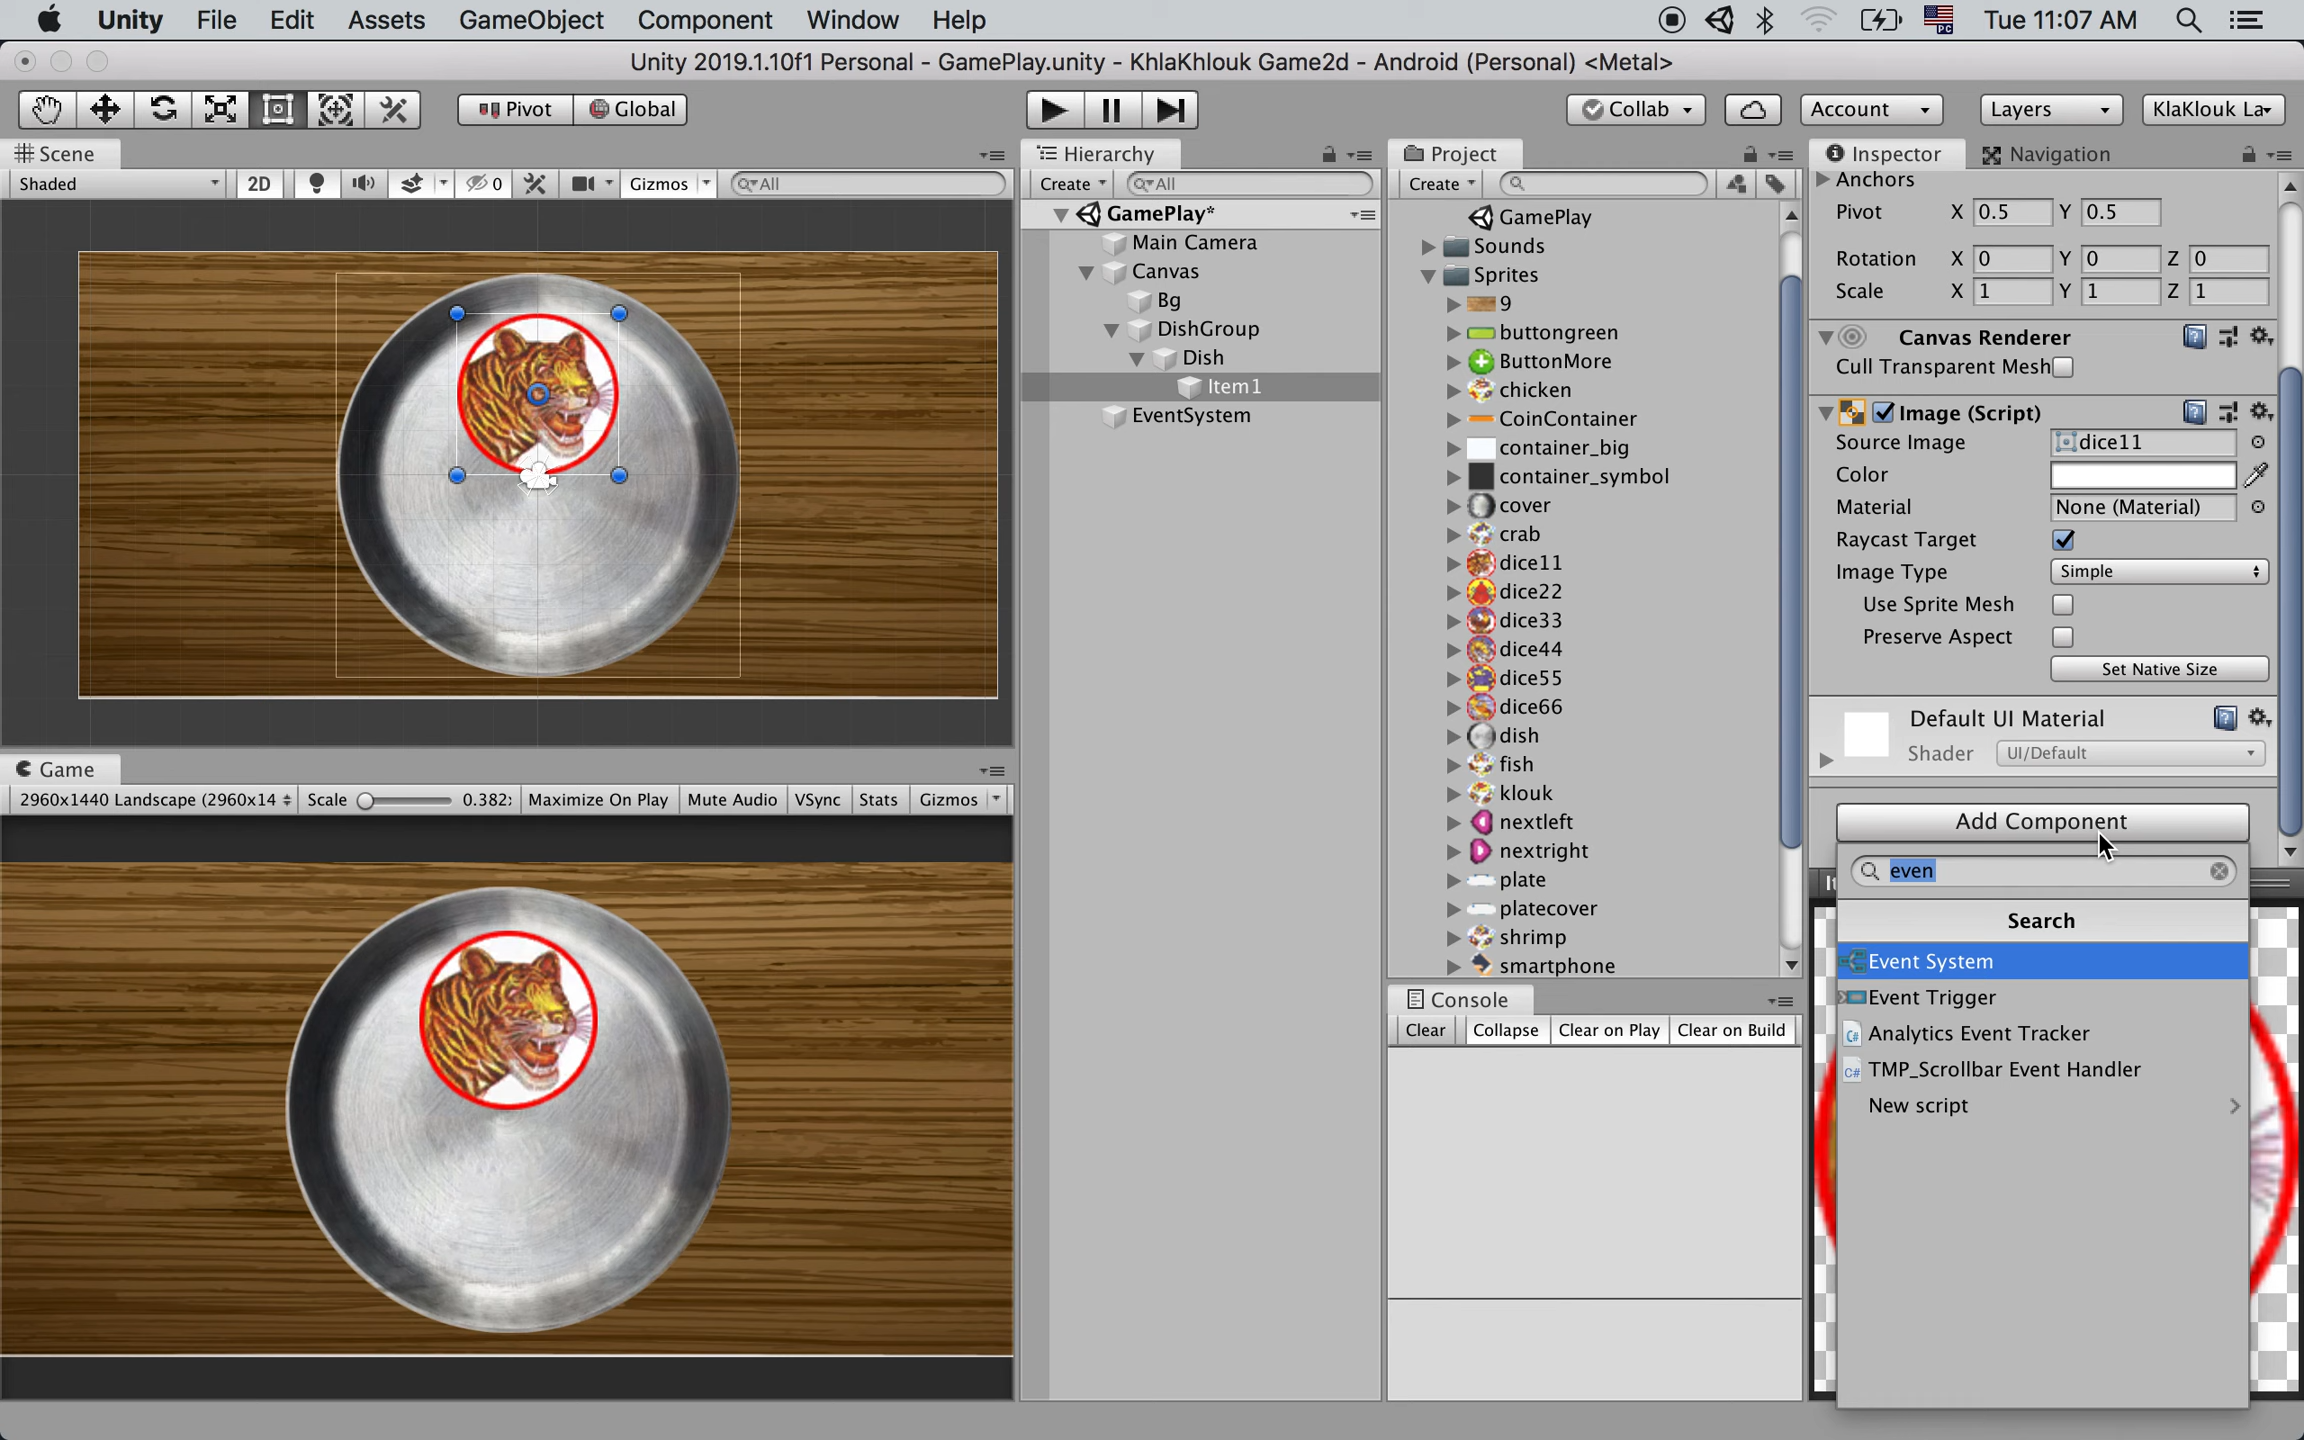 Unity File Edit Assets GameObject Component Window Help Tue 11:07 AM
Unity 2019.1.10f1 Personal - GamePlay.unity - KhlaKhlouk Game2d - Android (Personal) <Metal>
Pivot Global Collab Account Layers KlaKlouk La
Scene
Shaded 2D 0 Gizmos All
Hierarchy
Create All
GamePlay*
Main Camera
Canvas
Bg
DishGroup
Dish
Item1
EventSystem
Project
Create
GamePlay
Sounds
Sprites
9
buttongreen
ButtonMore
chicken
CoinContainer
container_big
container_symbol
cover
crab
dice11
dice22
dice33
dice44
dice55
dice66
dish
fish
klouk
nextleft
nextright
plate
platecover
shrimp
smartphone
Inspector Navigation
Anchors
Pivot X 0.5 Y 0.5
Rotation X 0 Y 0 Z 0
Scale X 1 Y 1 Z 1
Canvas Renderer
Cull Transparent Mesh
Image (Script)
Source Image dice11
Color
Material None (Material)
Raycast Target
Image Type Simple
Use Sprite Mesh
Preserve Aspect
Set Native Size
Default UI Material
Shader UI/Default
Add Component
even
Search
Event System
Event Trigger
Analytics Event Tracker
TMP_Scrollbar Event Handler
New script
Game
2960x1440 Landscape (2960x14 Scale 0.382 Maximize On Play Mute Audio VSync Stats Gizmos
Console
Clear Collapse Clear on Play Clear on Build